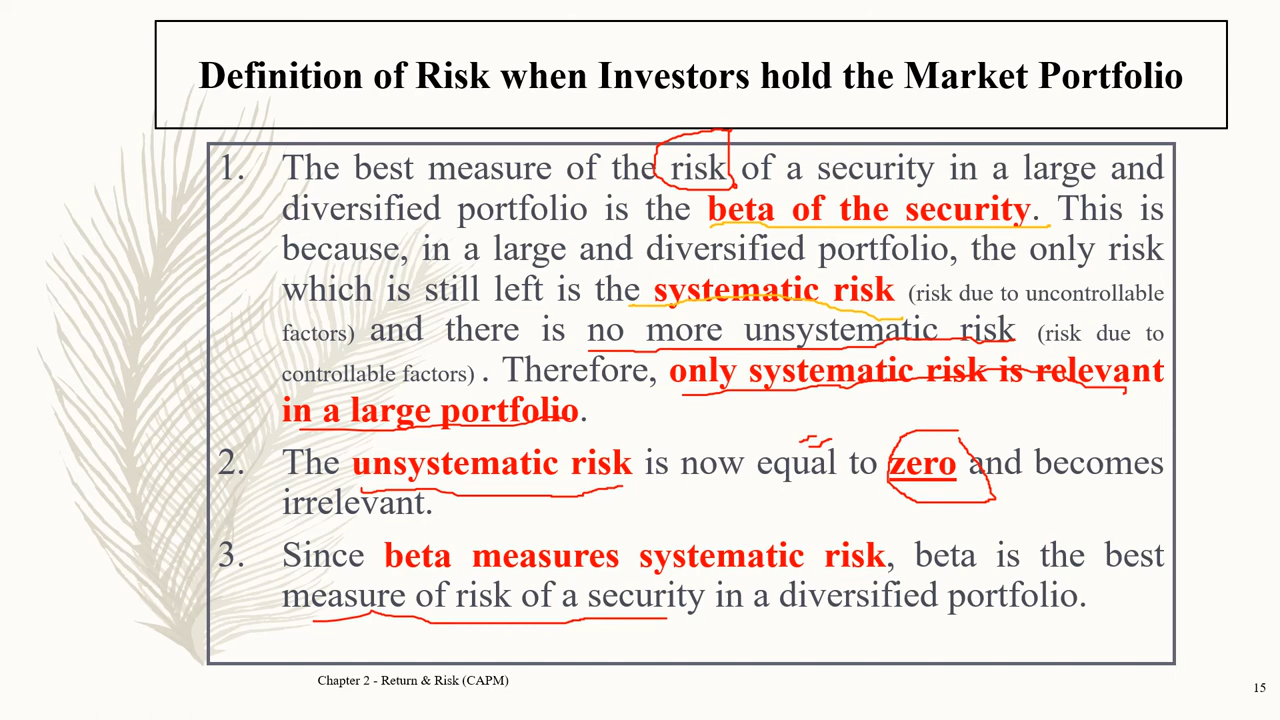 Definition of Risk when Investors hold the Market Portfolio
1. The best measure of the risk of a security in a large and
diversified portfolio is the beta of the security. This is
because, in a large and diversified portfolio, the only risk
which is still left is the systematic risk (risk due to uncontrollable
factors) and there is no more unsystematic risk (risk due to
controllable factors) . Therefore, only systematic risk is relevant
in a large portfolio.
2. The unsystematic risk is now equal to zero and becomes
irrelevant.
3. Since beta measures systematic risk, beta is the best
measure of risk of a security in a diversified portfolio.
Chapter 2 - Return & Risk (CAPM)
15